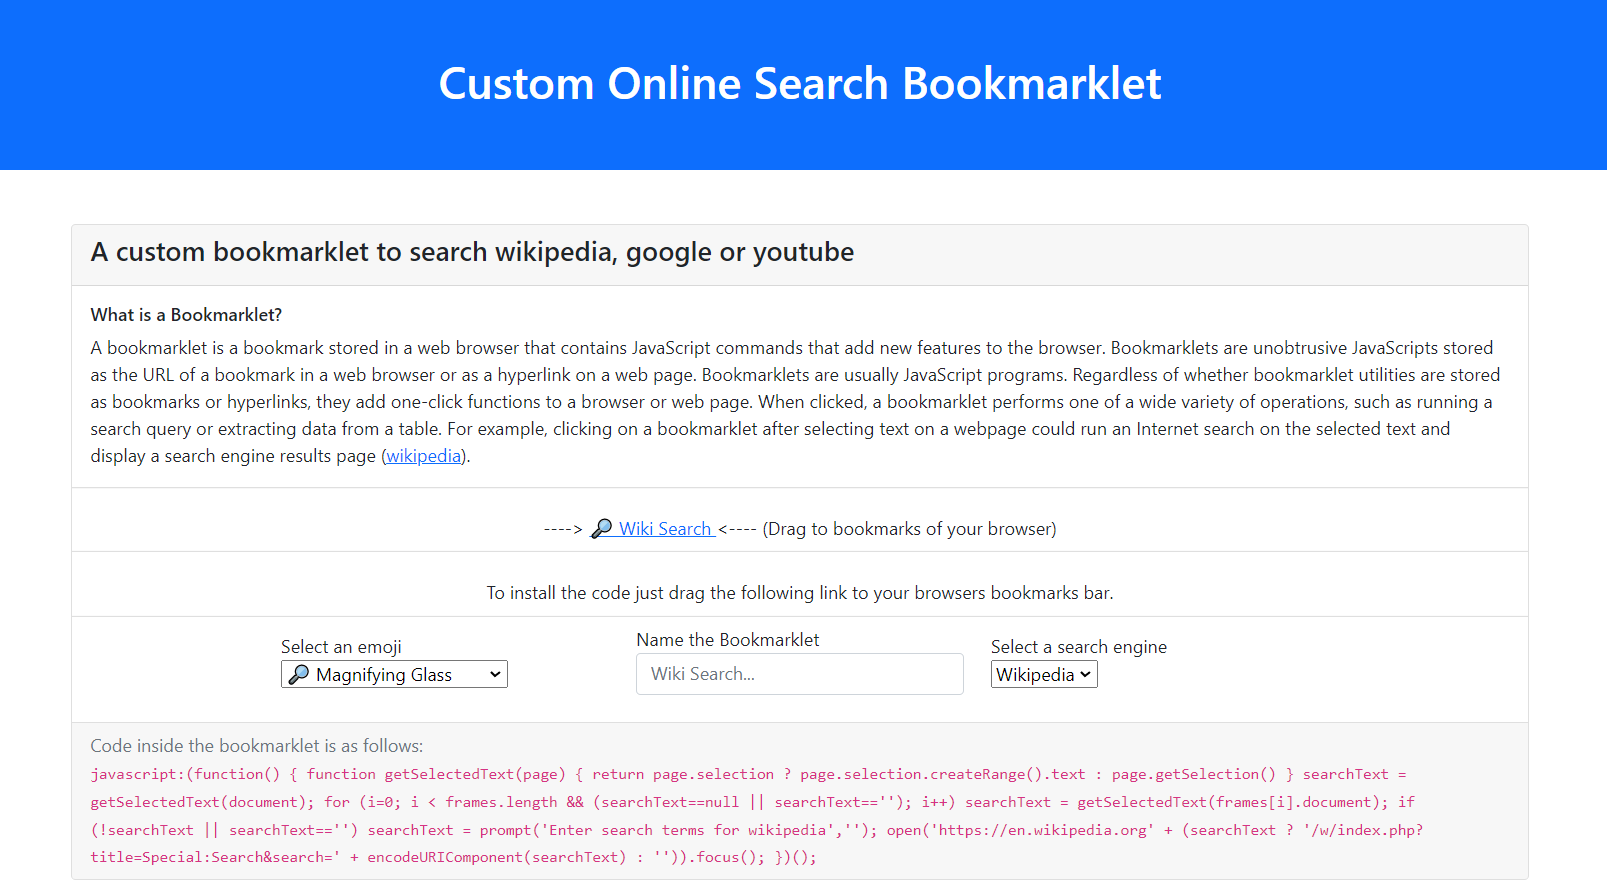 Custom Online Search Bookmarklet
A custom bookmarklet to search wikipedia, google or youtube
What is a Bookmarklet?
A bookmarklet is a bookmark stored in a web browser that contains JavaScript commands that add new features to the browser. Bookmarklets are unobtrusive JavaScripts stored
as the URL of a bookmark in a web browser or as a hyperlink on a web page. Bookmarklets are usually JavaScript programs. Regardless of whether bookmarklet utilities are stored
as bookmarks or hyperlinks, they add one-click functions to a browser or web page. When clicked, a bookmarklet performs one of a wide variety of operations, such as running a
search query or extracting data from a table. For example, clicking on a bookmarklet after selecting text on a webpage could run an Internet search on the selected text and
display a search engine results page (wikipedia).
----> 🔎 Wiki Search <---- (Drag to bookmarks of your browser)
To install the code just drag the following link to your browsers bookmarks bar.
Select an emoji
🔎 Magnifying Glass
Name the Bookmarklet
Wiki Search...
Select a search engine
Wikipedia
Code inside the bookmarklet is as follows:
javascript:(function() { function getSelectedText(page) { return page.selection ? page.selection.createRange().text : page.getSelection() } searchText =
getSelectedText(document); for (i=0; i < frames.length && (searchText==null || searchText==''); i++) searchText = getSelectedText(frames[i].document); if
(!searchText || searchText=='') searchText = prompt('Enter search terms for wikipedia',''); open('https://en.wikipedia.org' + (searchText ? '/w/index.php?
title=Special:Search&search=' + encodeURIComponent(searchText) : '')).focus(); })();